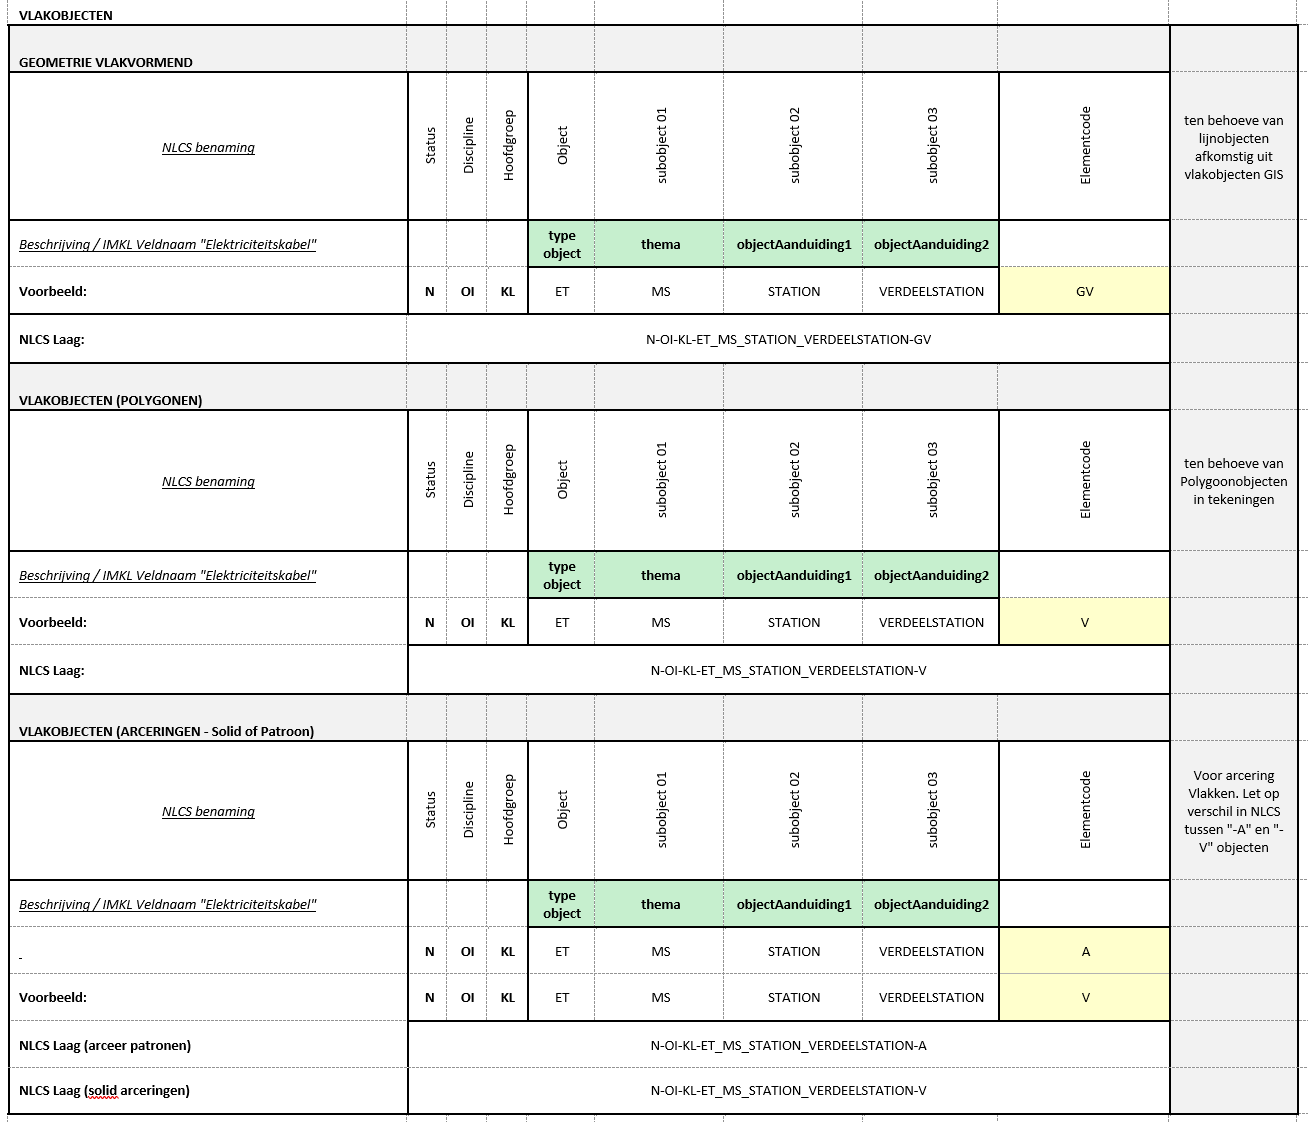 VLAKOBJECTEN
GEOMETRIE VLAKVORMEND
NLCS benaming
Status
Discipline
Hoofdgroep
Object
subobject 01
subobject 02
subobject 03
Elementcode
ten behoeve van
lijnobjecten
afkomstig uit
vlakobjecten GIS
Beschrijving / IMKL Veldnaam "Elektriciteitskabel"
type
object
thema
objectAanduiding1
objectAanduiding2
Voorbeeld:
N
OI
KL
ET
MS
STATION
VERDEELSTATION
GV
NLCS Laag:
N-OI-KL-ET_MS_STATION_VERDEELSTATION-GV
VLAKOBJECTEN (POLYGONEN)
NLCS benaming
Status
Discipline
Hoofdgroep
Object
subobject 01
subobject 02
subobject 03
Elementcode
ten behoeve van
Polygoonobjecten
in tekeningen
Beschrijving / IMKL Veldnaam "Elektriciteitskabel"
type
object
thema
objectAanduiding1
objectAanduiding2
Voorbeeld:
N
OI
KL
ET
MS
STATION
VERDEELSTATION
V
NLCS Laag:
N-OI-KL-ET_MS_STATION_VERDEELSTATION-V
VLAKOBJECTEN (ARCERINGEN - Solid of Patroon)
NLCS benaming
Status
Discipline
Hoofdgroep
Object
subobject 01
subobject 02
subobject 03
Elementcode
Voor arcering
Vlakken. Let op
verschil in NLCS
tussen "-A" en "-
V" objecten
Beschrijving / IMKL Veldnaam "Elektriciteitskabel"
type
object
thema
objectAanduiding1
objectAanduiding2
N
OI
KL
ET
MS
STATION
VERDEELSTATION
A
Voorbeeld:
N
OI
KL
ET
MS
STATION
VERDEELSTATION
V
NLCS Laag (arceer patronen)
N-OI-KL-ET_MS_STATION_VERDEELSTATION-A
NLCS Laag (solid arceringen)
N-OI-KL-ET_MS_STATION_VERDEELSTATION-V